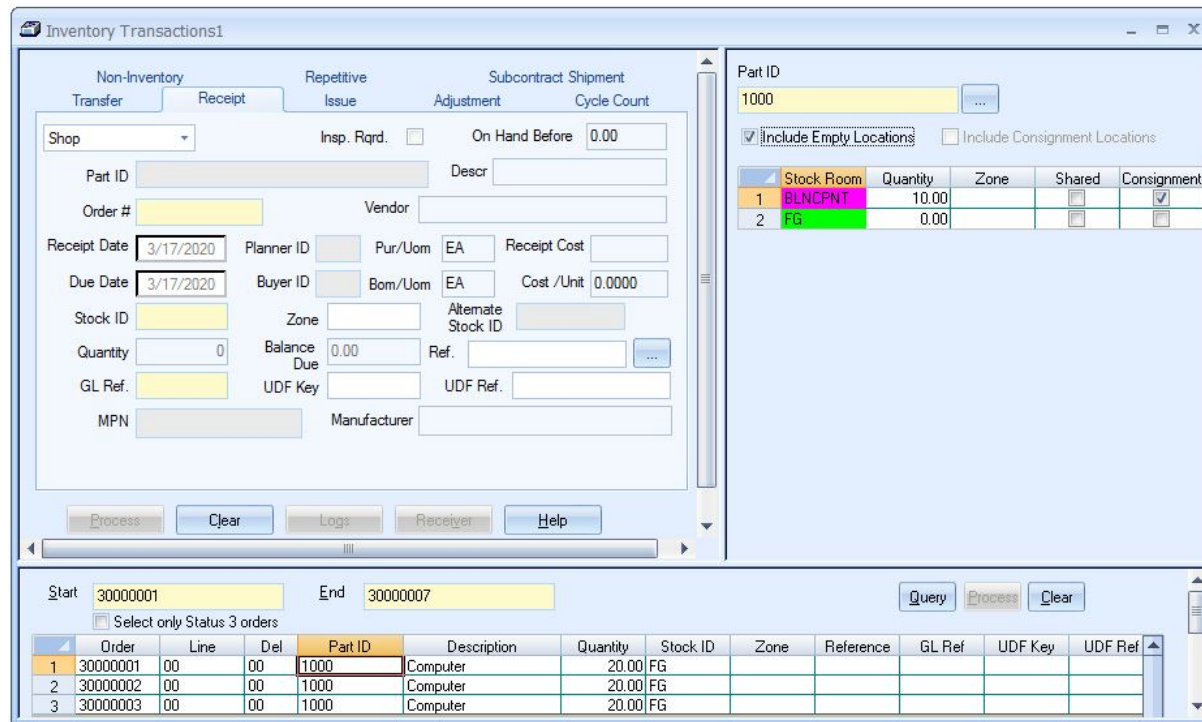 Inventory Transactions1
Non-Inventory Repetitive Subcontract Shipment
Transfer Receipt Issue Adjustment Cycle Count
Shop Insp. Rqrd. On Hand Before 0.00
Part ID Descr
Order # Vendor
Receipt Date 3/17/2020 Planner ID Pur/Uom EA Receipt Cost
Due Date 3/17/2020 Buyer ID Bom/Uom EA Cost /Unit 0.0000
Stock ID Zone Alternate Stock ID
Quantity 0 Balance Due 0.00 Ref. ...
GL Ref. UDF Key UDF Ref.
MPN Manufacturer
Process Clear Logs Receiver Help
Part ID
1000 ...
Include Empty Locations Include Consignment Locations
Stock Room Quantity Zone Shared Consignment
1 BLNCPNT 10.00
2 FG 0.00
Start 30000001 End 30000007 Query Process Clear
Select only Status 3 orders
Order Line Del Part ID Description Quantity Stock ID Zone Reference GL Ref UDF Key UDF Ref
1 30000001 00 00 1000 Computer 20.00 FG
2 30000002 00 00 1000 Computer 20.00 FG
3 30000003 00 00 1000 Computer 20.00 FG